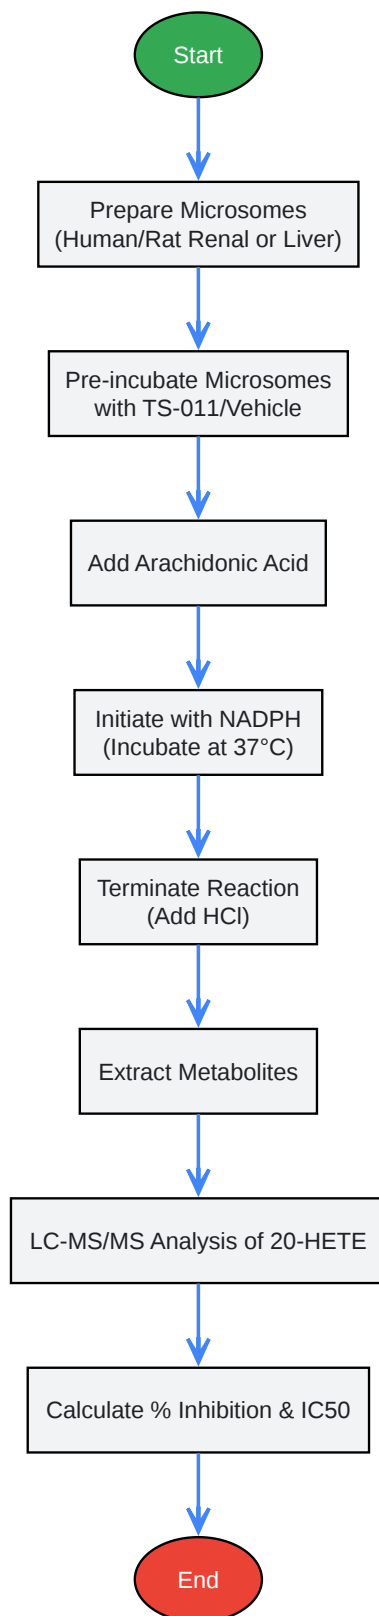 Start
Prepare Microsomes
(Human/Rat Renal or Liver)
Pre-incubate Microsomes
with TS-011/Vehicle
Add Arachidonic Acid
Initiate with NADPH
(Incubate at 37°C)
Terminate Reaction
(Add HCl)
Extract Metabolites
LC-MS/MS Analysis of 20-HETE
Calculate % Inhibition & IC50
End